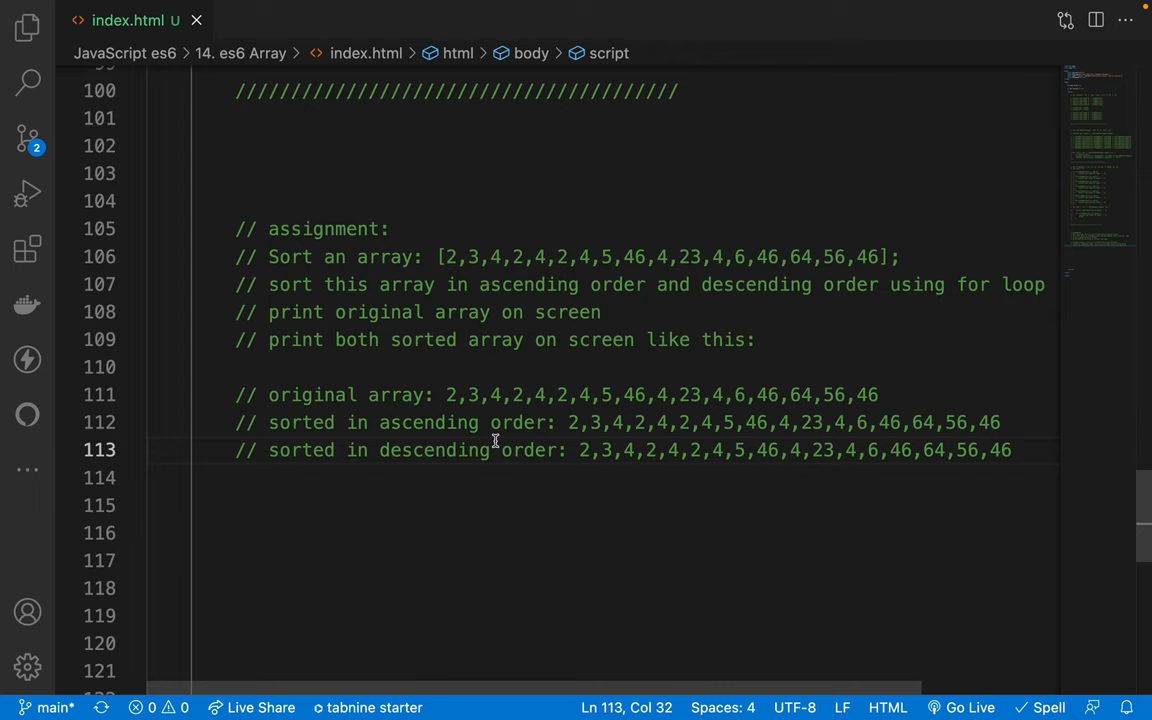 index.html U
JavaScript es6 > 14. es6 Array > index.html > html > body > script
100 ////////////////////////////////////////
101
102
103
104
105 // assignment:
106 // Sort an array: [2,3,4,2,4,2,4,5,46,4,23,4,6,46,64,56,46];
107 // sort this array in ascending order and descending order using for loop
108 // print original array on screen
109 // print both sorted array on screen like this:
110
111 // original array: 2,3,4,2,4,2,4,5,46,4,23,4,6,46,64,56,46
112 // sorted in ascending order: 2,3,4,2,4,2,4,5,46,4,23,4,6,46,64,56,46
113 // sorted in descending order: 2,3,4,2,4,2,4,5,46,4,23,4,6,46,64,56,46
114
115
116
117
118
119
120
121
2
main* 0 0 Live Share tabnine starter Ln 113, Col 32 Spaces: 4 UTF-8 LF HTML Go Live Spell